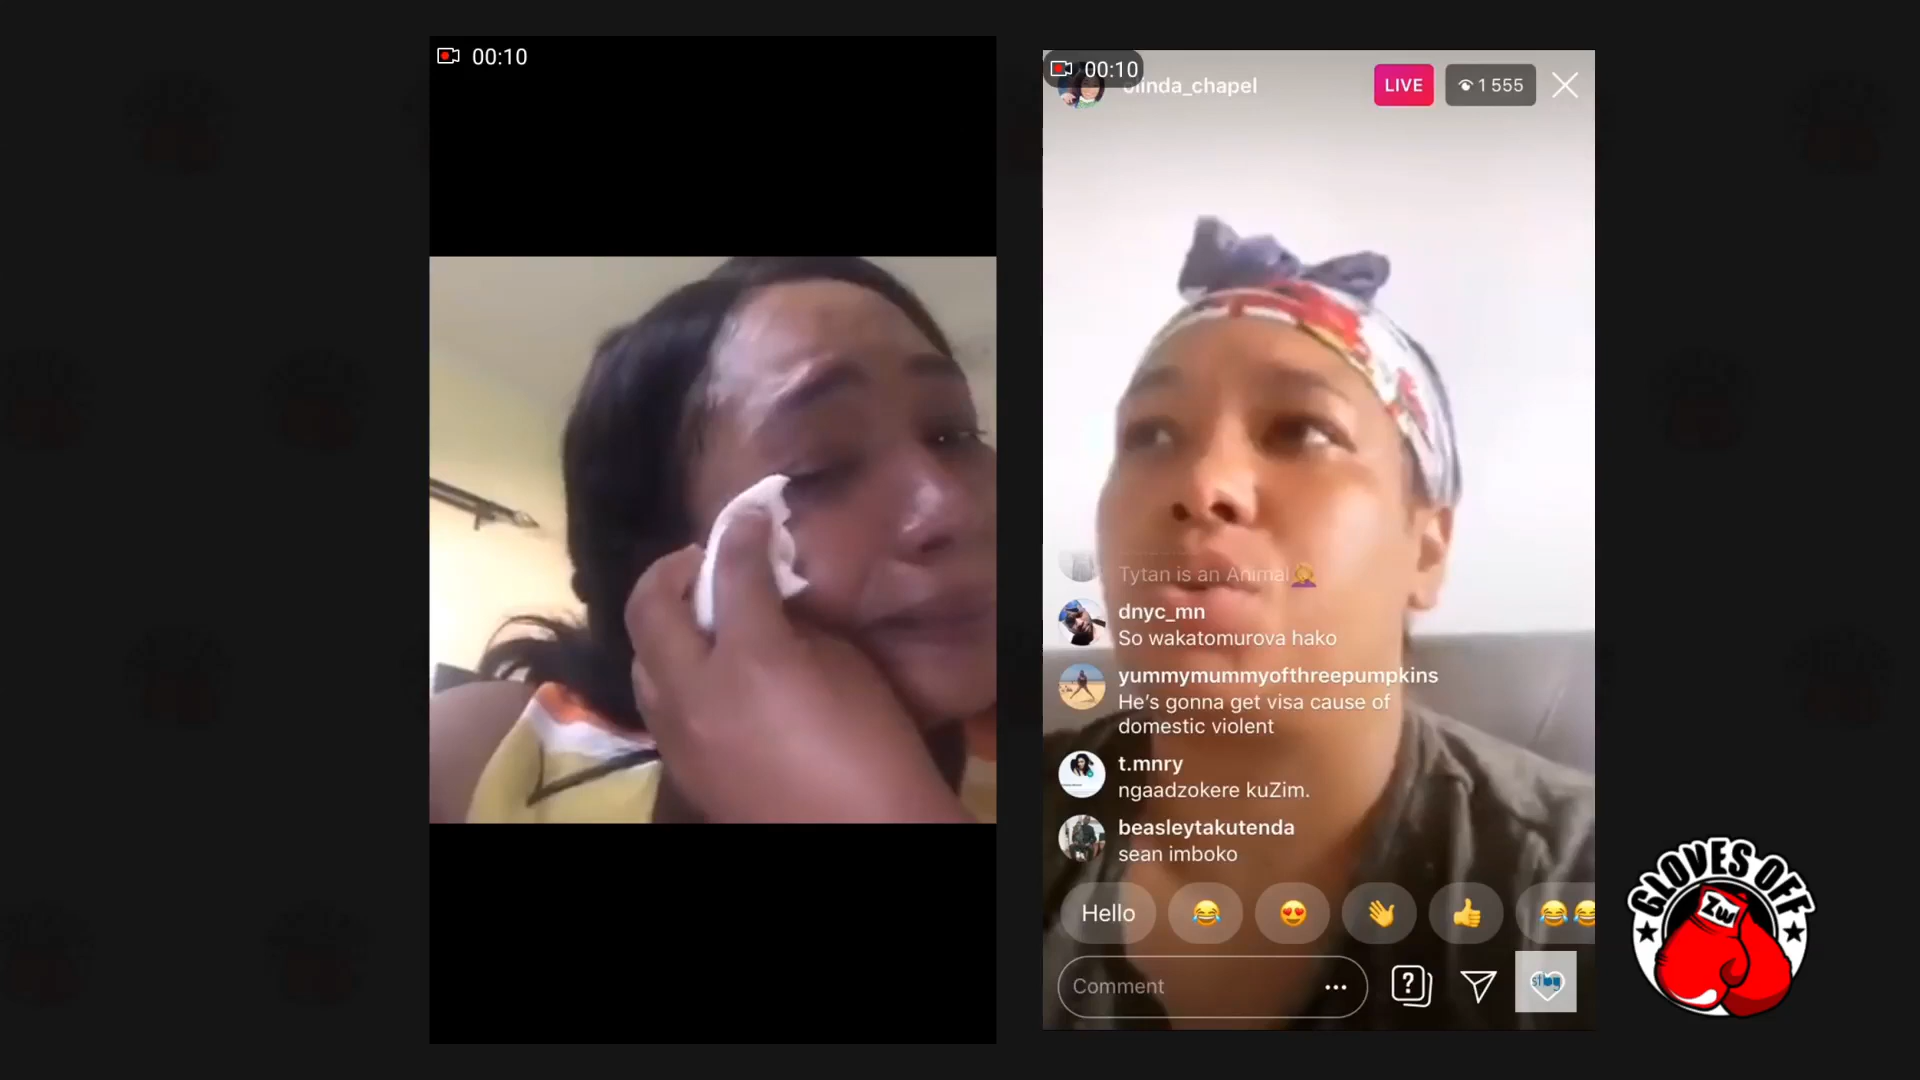 00:10
00:10
olinda_chapel
LIVE
1 555
Tytan is an Animal🤦‍♀️
dnyc_mn
So wakatomurova hako
yummymummyofthreepumpkins
He's gonna get visa cause of
domestic violent
t.mnry
ngaadzokere kuZim.
beasleytakutenda
sean imboko
Hello 😂 😍 👋 👍 😂😂
Comment
GLOVES OFF
Zw